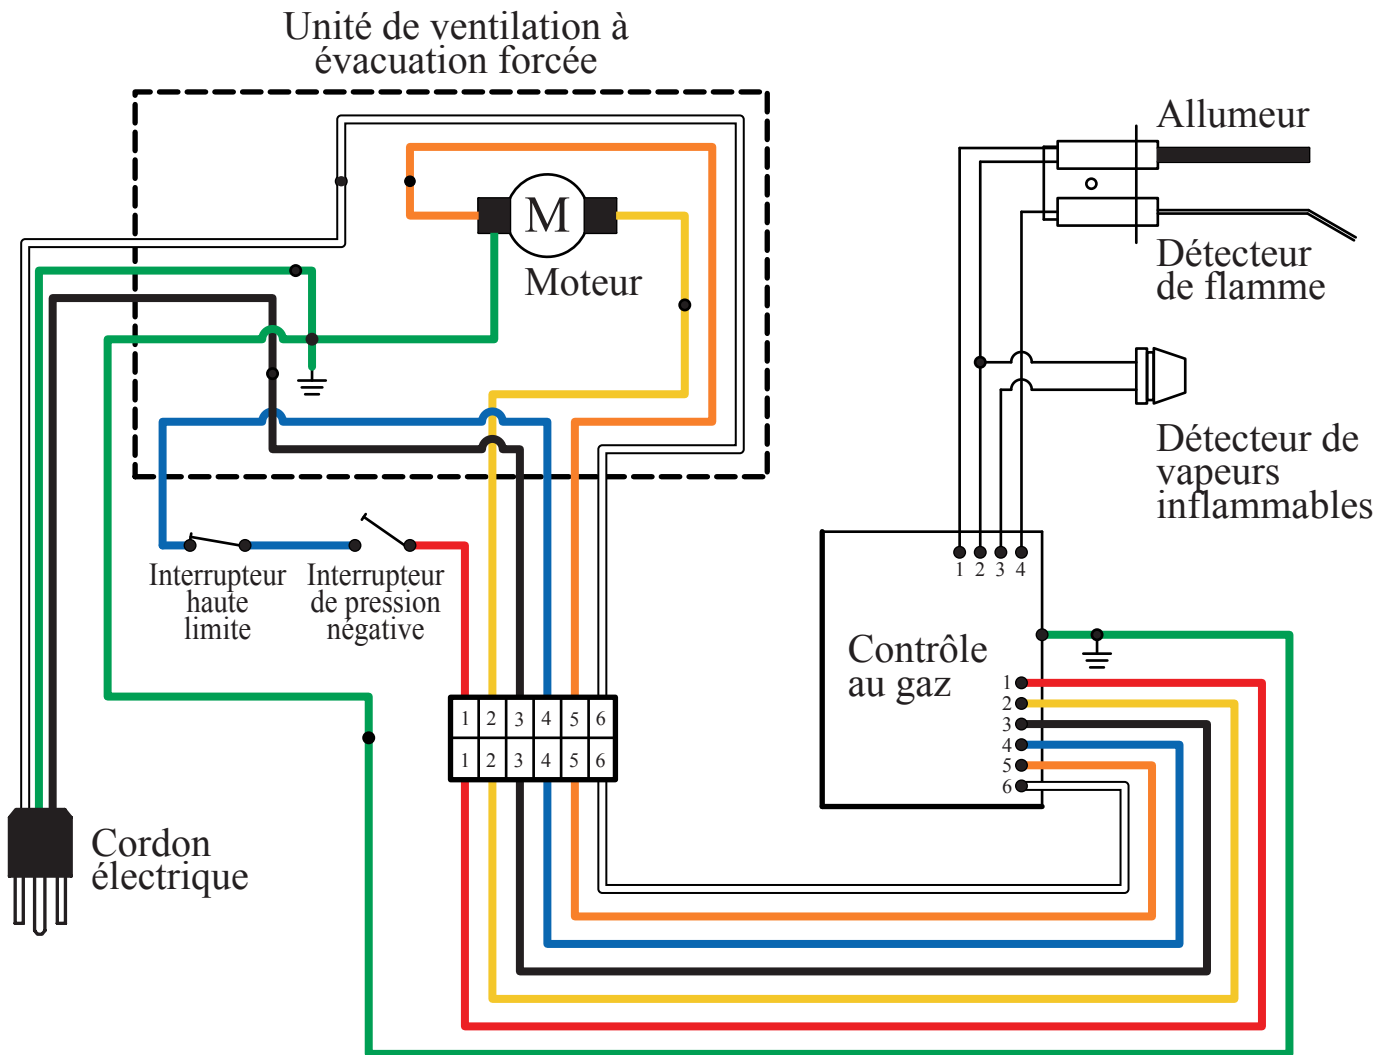 Unité de ventilation à
évacuation forcée
Allumeur
M
Moteur
Détecteur
de flamme
Détecteur de
vapeurs
inflammables
Interrupteur
haute
limite
Interrupteur
de pression
négative
1 2 3 4
Contrôle
au gaz
1
2
3
4
5
6
1 2 3 4 5 6
1 2 3 4 5 6
Cordon
électrique